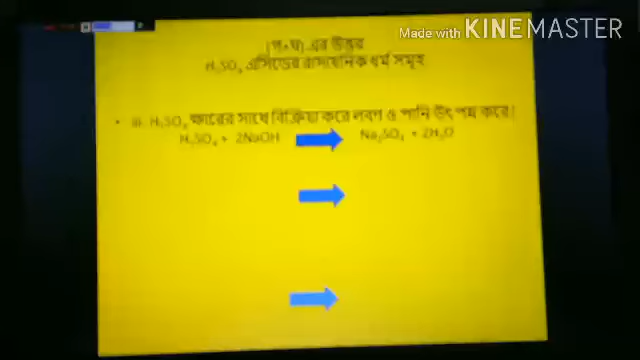 Made with KINEMASTER
(গ+ঘ) এর উত্তর
H₂SO₄ এসিডের রাসায়নিক ধর্ম সমূহ
H₂SO₄ ক্ষারের সাথে বিক্রিয়া করে লবণ ও পানি উৎপন্ন করে।
H₂SO₄ + 2NaOH → Na₂SO₄ + 2H₂O